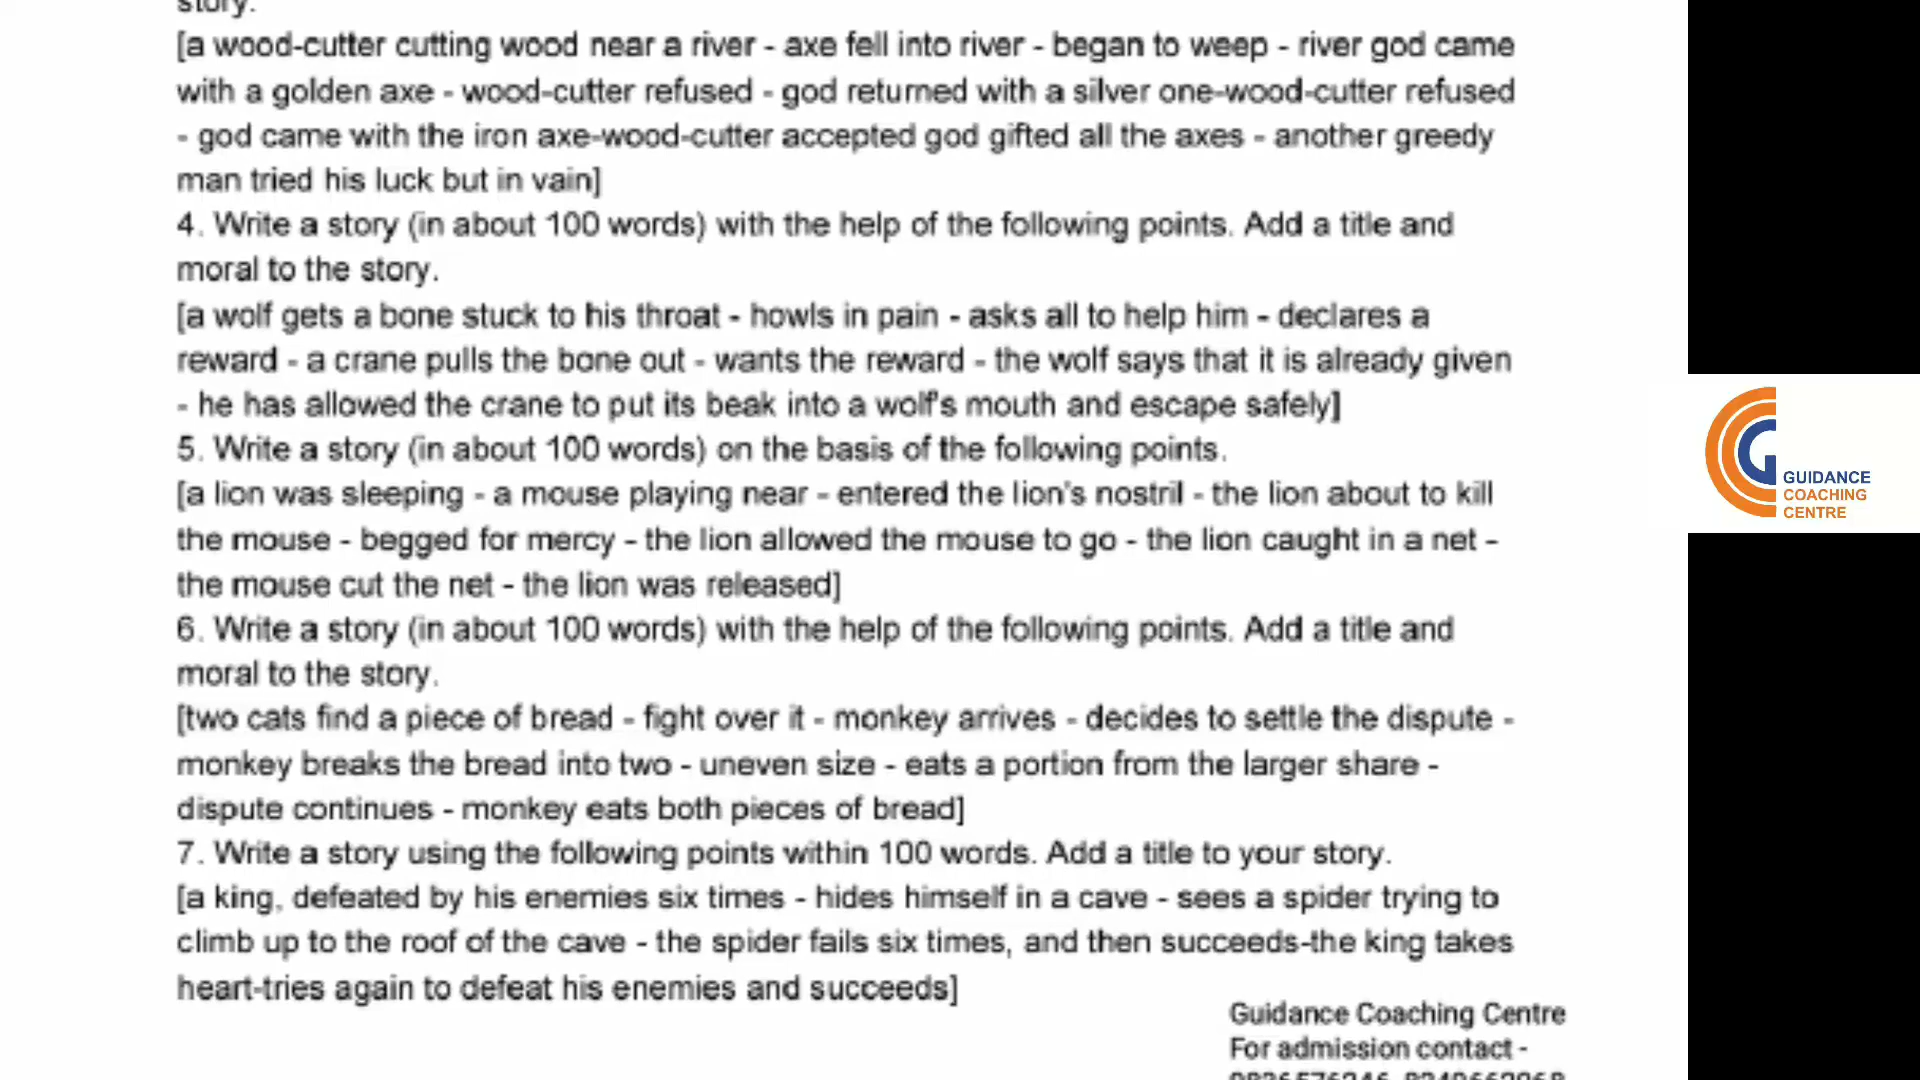 story.
[a wood-cutter cutting wood near a river - axe fell into river - began to weep - river god came
with a golden axe - wood-cutter refused - god returned with a silver one-wood-cutter refused
- god came with the iron axe-wood-cutter accepted god gifted all the axes - another greedy
man tried his luck but in vain]
4. Write a story (in about 100 words) with the help of the following points. Add a title and
moral to the story.
[a wolf gets a bone stuck to his throat - howls in pain - asks all to help him - declares a
reward - a crane pulls the bone out - wants the reward - the wolf says that it is already given
- he has allowed the crane to put its beak into a wolf's mouth and escape safely]
5. Write a story (in about 100 words) on the basis of the following points.
[a lion was sleeping - a mouse playing near - entered the lion's nostril - the lion about to kill
the mouse - begged for mercy - the lion allowed the mouse to go - the lion caught in a net -
the mouse cut the net - the lion was released]
6. Write a story (in about 100 words) with the help of the following points. Add a title and
moral to the story.
[two cats find a piece of bread - fight over it - monkey arrives - decides to settle the dispute -
monkey breaks the bread into two - uneven size - eats a portion from the larger share -
dispute continues - monkey eats both pieces of bread]
7. Write a story using the following points within 100 words. Add a title to your story.
[a king, defeated by his enemies six times - hides himself in a cave - sees a spider trying to
climb up to the roof of the cave - the spider fails six times, and then succeeds-the king takes
heart-tries again to defeat his enemies and succeeds]
Guidance Coaching Centre
For admission contact -
GUIDANCE
COACHING
CENTRE